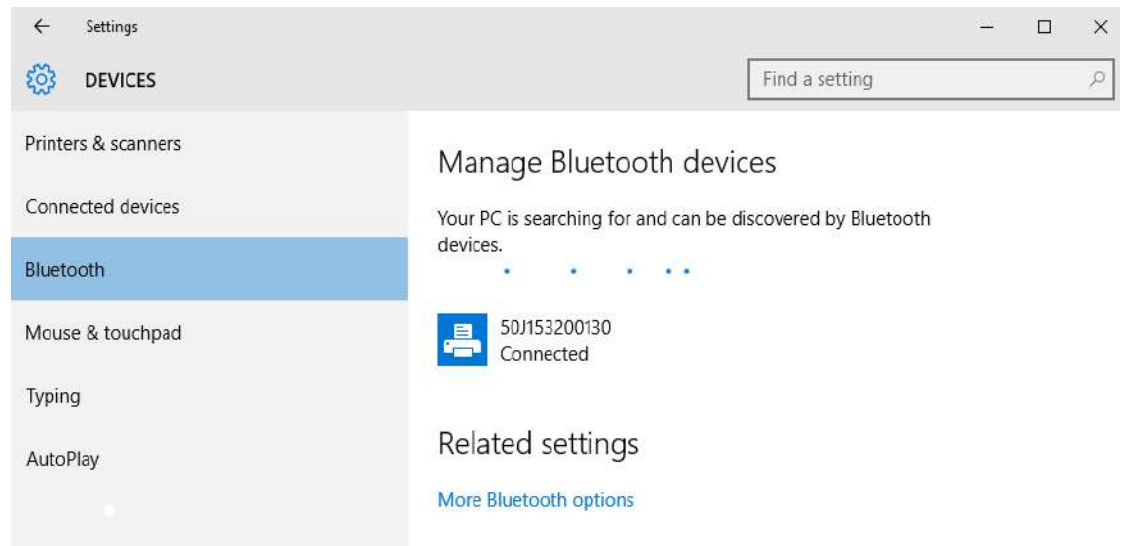 Settings
DEVICES
Find a setting
Printers & scanners
Connected devices
Bluetooth
Mouse & touchpad
Typing
AutoPlay
Manage Bluetooth devices
Your PC is searching for and can be discovered by Bluetooth
devices.
50J153200130
Connected
Related settings
More Bluetooth options